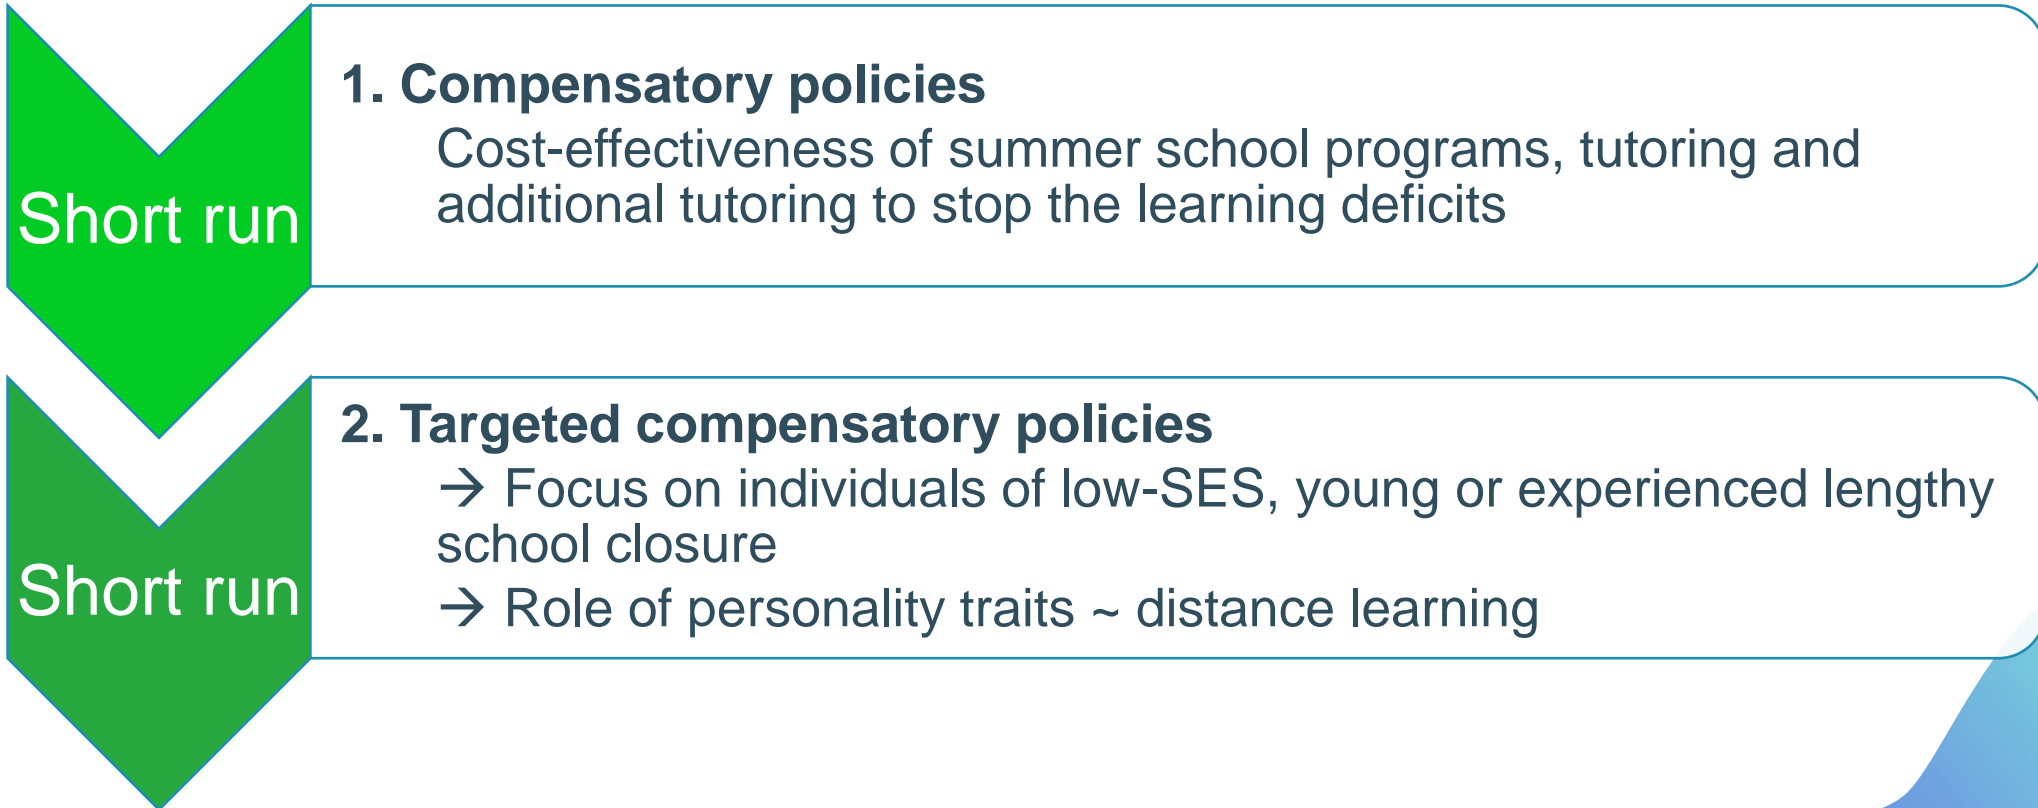 Short run
1. Compensatory policies
Cost-effectiveness of summer school programs, tutoring and
additional tutoring to stop the learning deficits
Short run
2. Targeted compensatory policies
→ Focus on individuals of low-SES, young or experienced lengthy
school closure
→ Role of personality traits ~ distance learning